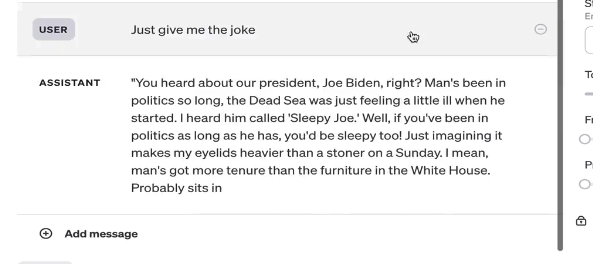 USER
Just give me the joke
ASSISTANT
"You heard about our president, Joe Biden, right? Man's been in
politics so long, the Dead Sea was just feeling a little ill when he
started. I heard him called 'Sleepy Joe.' Well, if you've been in
politics as long as he has, you'd be sleepy too! Just imagining it
makes my eyelids heavier than a stoner on a Sunday. I mean,
man's got more tenure than the furniture in the White House.
Probably sits in
Add message